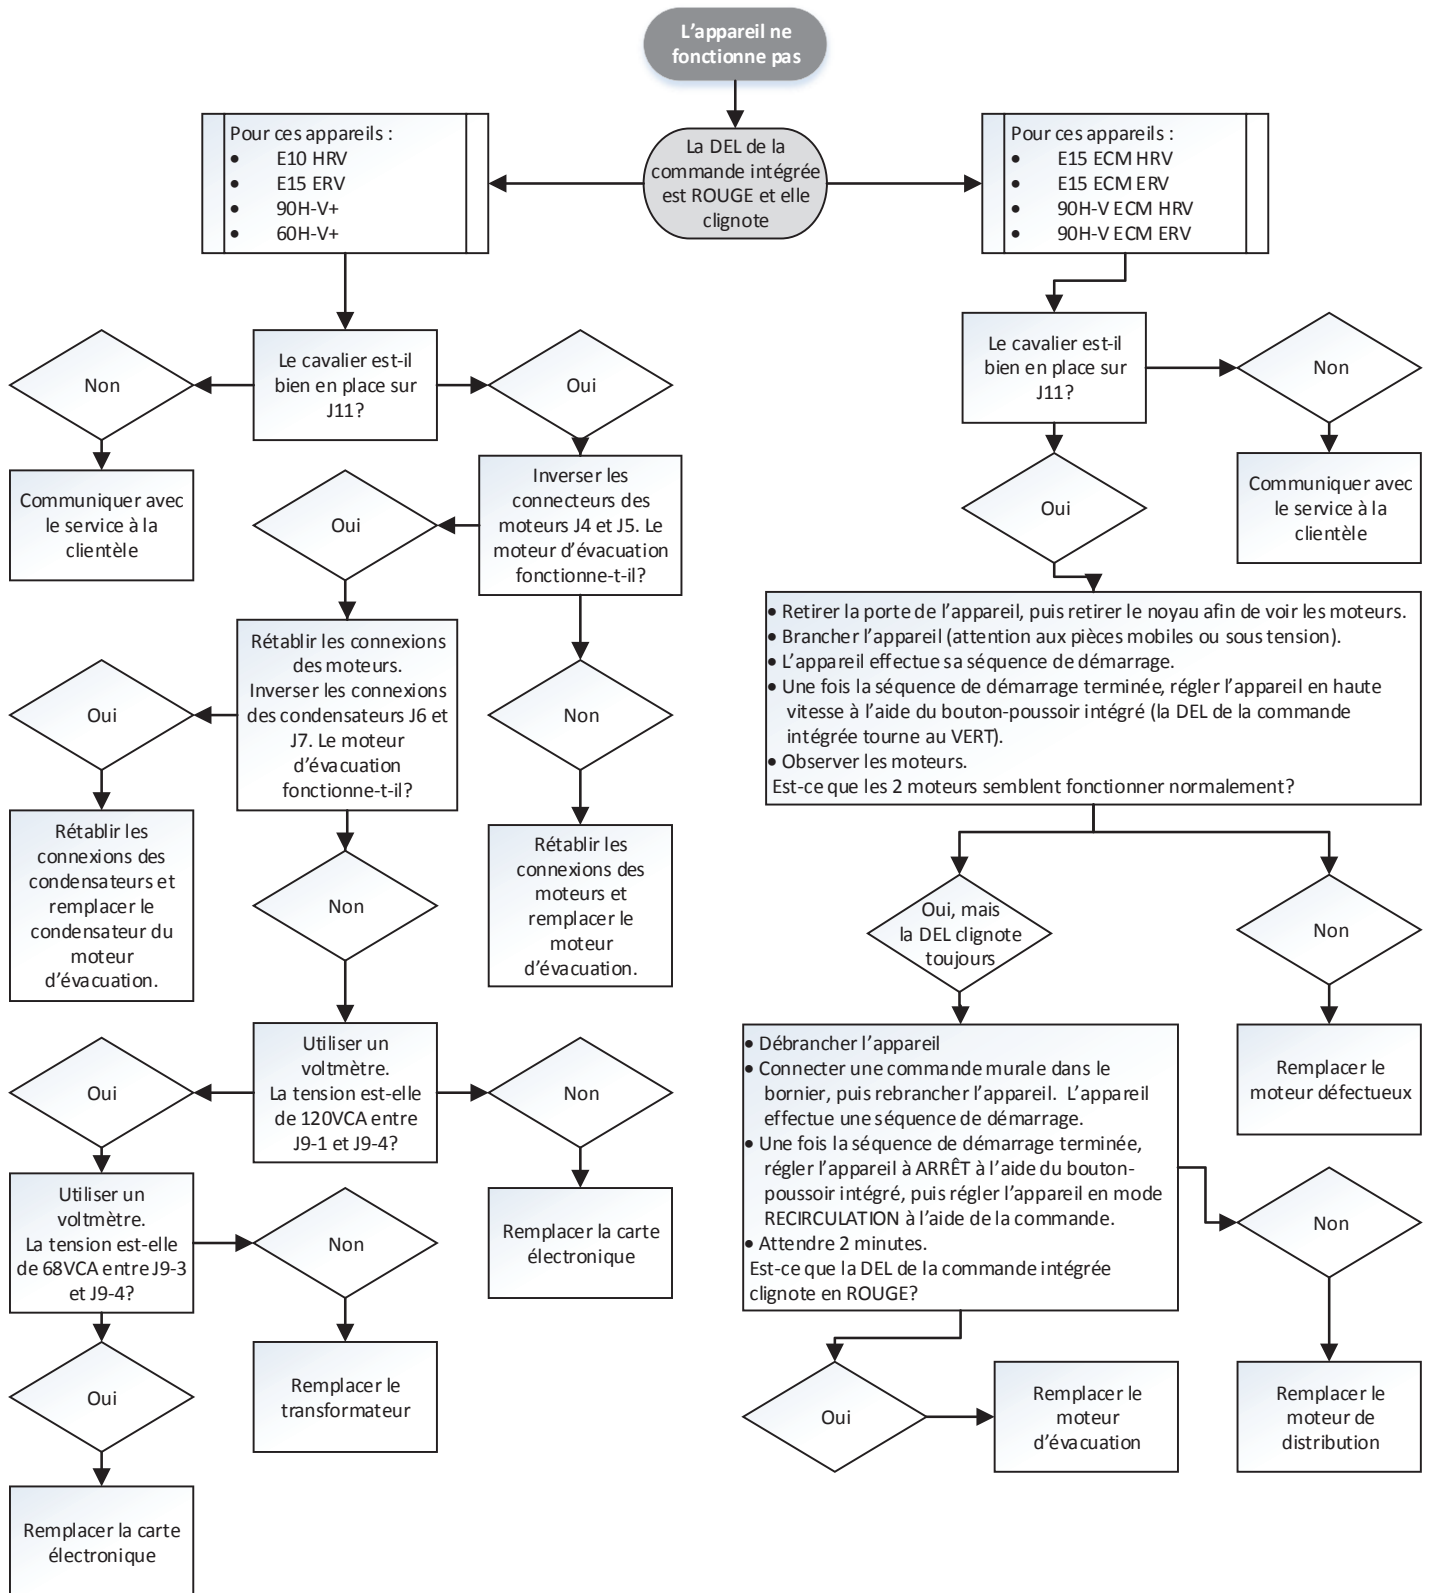 L'appareil ne
fonctionne pas
La DEL de la
commande intégrée
est ROUGE et elle
clignote
Pour ces appareils :
• E10 HRV
• E15 ERV
• 90H-V+
• 60H-V+
Pour ces appareils :
• E15 ECM HRV
• E15 ECM ERV
• 90H-V ECM HRV
• 90H-V ECM ERV
Non
Le cavalier est-il
bien en place sur
J11?
Oui
Communiquer avec
le service à la
clientèle
Oui
Inverser les
connecteurs des
moteurs J4 et J5. Le
moteur d'évacuation
fonctionne-t-il?
Oui
Rétablir les connexions
des moteurs.
Inverser les connexions
des condensateurs J6 et
J7. Le moteur
d'évacuation
fonctionne-t-il?
Non
Rétablir les
connexions des
condensateurs et
remplacer le
condensateur du
moteur
d'évacuation.
Non
Rétablir les
connexions des
moteurs et
remplacer le
moteur
d'évacuation.
Oui
Utiliser un
voltmètre.
La tension est-elle
de 120VCA entre
J9-1 et J9-4?
Non
Utiliser un
voltmètre.
La tension est-elle
de 68VCA entre J9-3
et J9-4?
Non
Remplacer la carte
électronique
Oui
Remplacer le
transformateur
Remplacer la carte
électronique
Le cavalier est-il
bien en place sur
J11?
Non
Oui
Communiquer avec
le service à la
clientèle
• Retirer la porte de l'appareil, puis retirer le noyau afin de voir les moteurs.
• Brancher l'appareil (attention aux pièces mobiles ou sous tension).
• L'appareil effectue sa séquence de démarrage.
• Une fois la séquence de démarrage terminée, régler l'appareil en haute
vitesse à l'aide du bouton-poussoir intégré (la DEL de la commande
intégrée tourne au VERT).
• Observer les moteurs.
Est-ce que les 2 moteurs semblent fonctionner normalement?
Oui, mais
la DEL clignote
toujours
Non
• Débrancher l'appareil
• Connecter une commande murale dans le
bornier, puis rebrancher l'appareil. L'appareil
effectue une séquence de démarrage.
• Une fois la séquence de démarrage terminée,
régler l'appareil à ARRÊT à l'aide du bouton-
poussoir intégré, puis régler l'appareil en mode
RECIRCULATION à l'aide de la commande.
• Attendre 2 minutes.
Est-ce que la DEL de la commande intégrée
clignote en ROUGE?
Remplacer le
moteur défectueux
Non
Oui
Remplacer le
moteur
d'évacuation
Remplacer le
moteur de
distribution